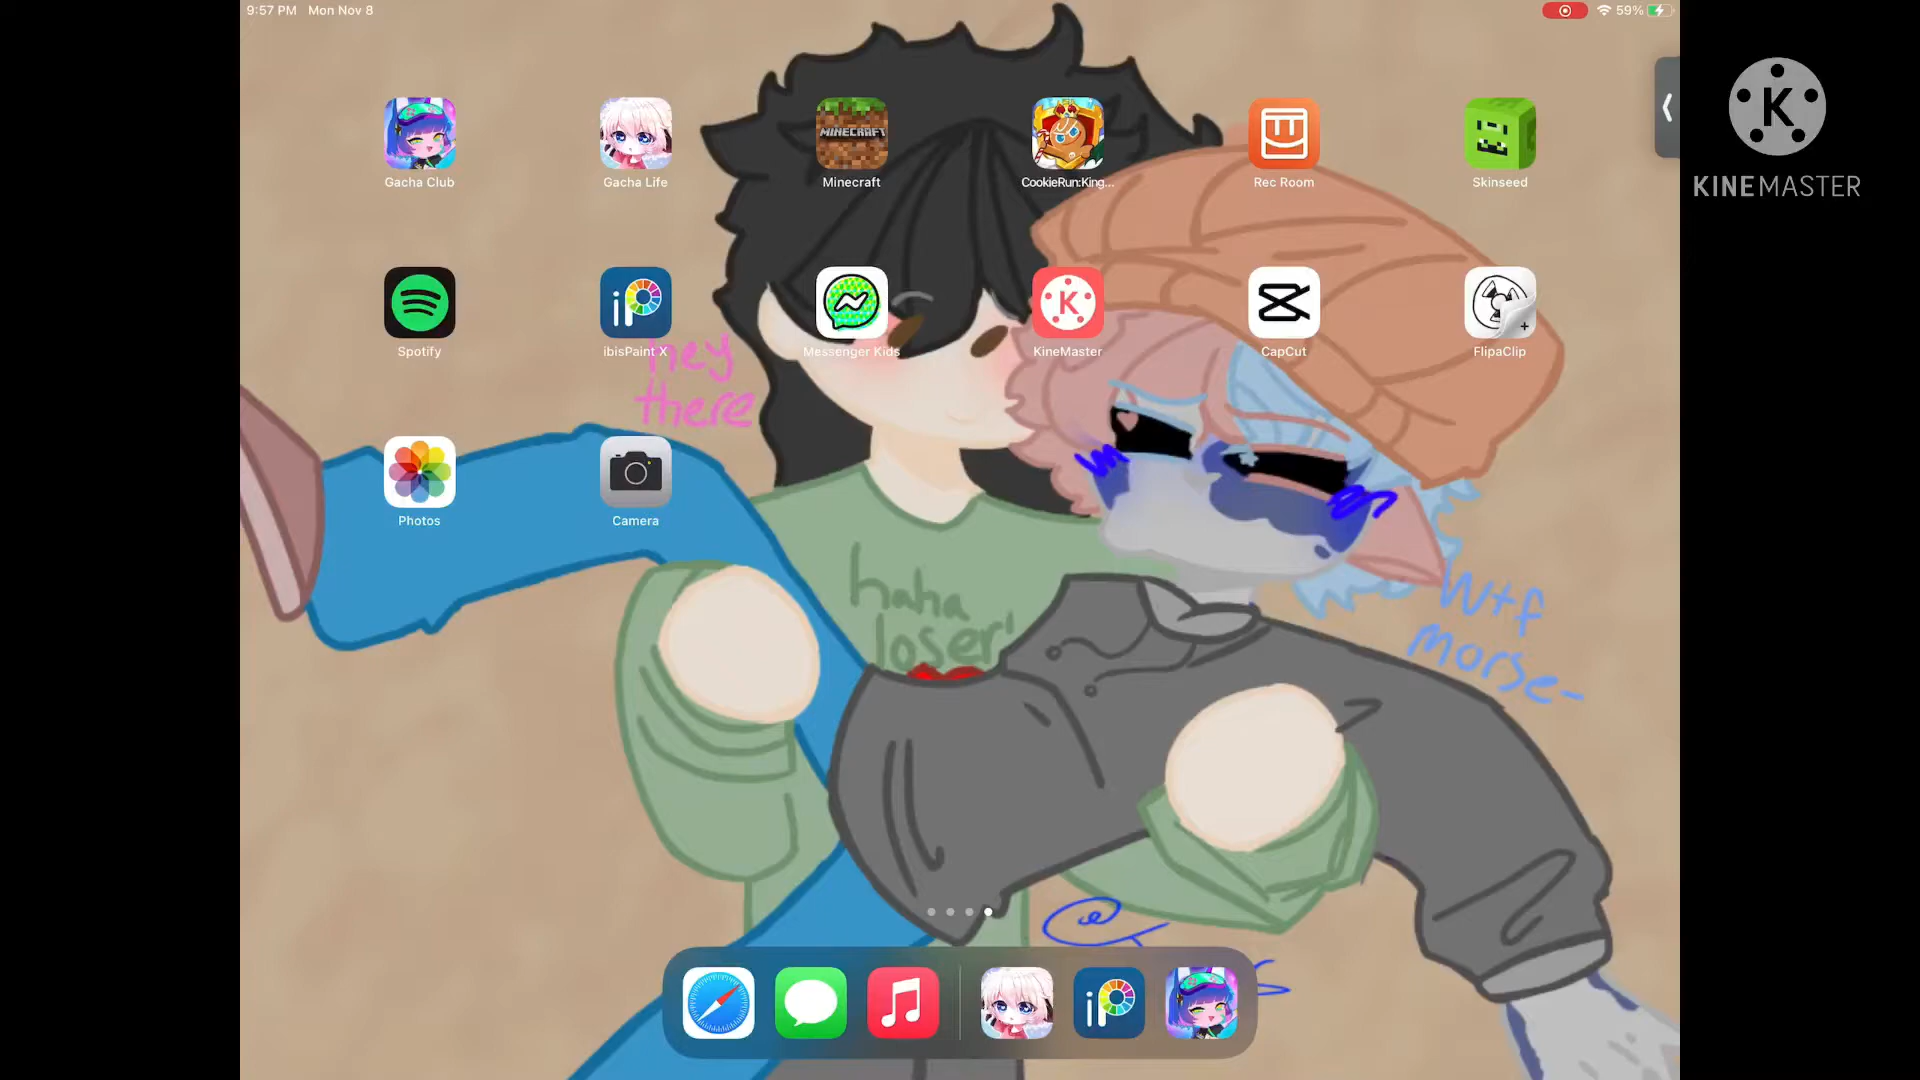 9:57 PM Mon Nov 8
59%
KINEMASTER
MINECRAFT
Gacha Club
Gacha Life
Minecraft
CookieRun:King...
Rec Room
Skinseed
Spotify
ibisPaint X
Messenger Kids
KineMaster
CapCut
FlipaClip
hey
there
Photos
Camera
haha
loser
Wtf
morse-